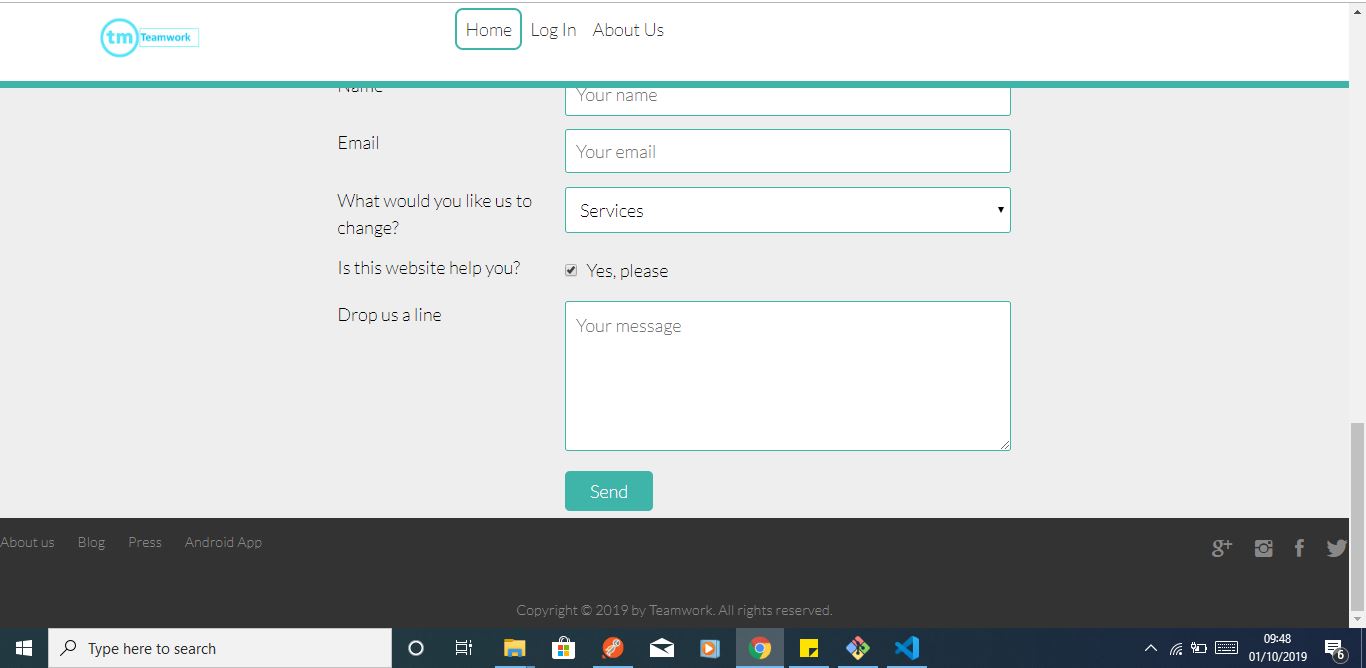 tm Teamwork
Home Log In About Us
Name
Your name
Email
Your email
What would you like us to
change?
Services
Is this website help you?
Yes, please
Drop us a line
Your message
Send
About us Blog Press Android App
g+
Copyright © 2019 by Teamwork. All rights reserved.
Type here to search
09:48
01/10/2019
6